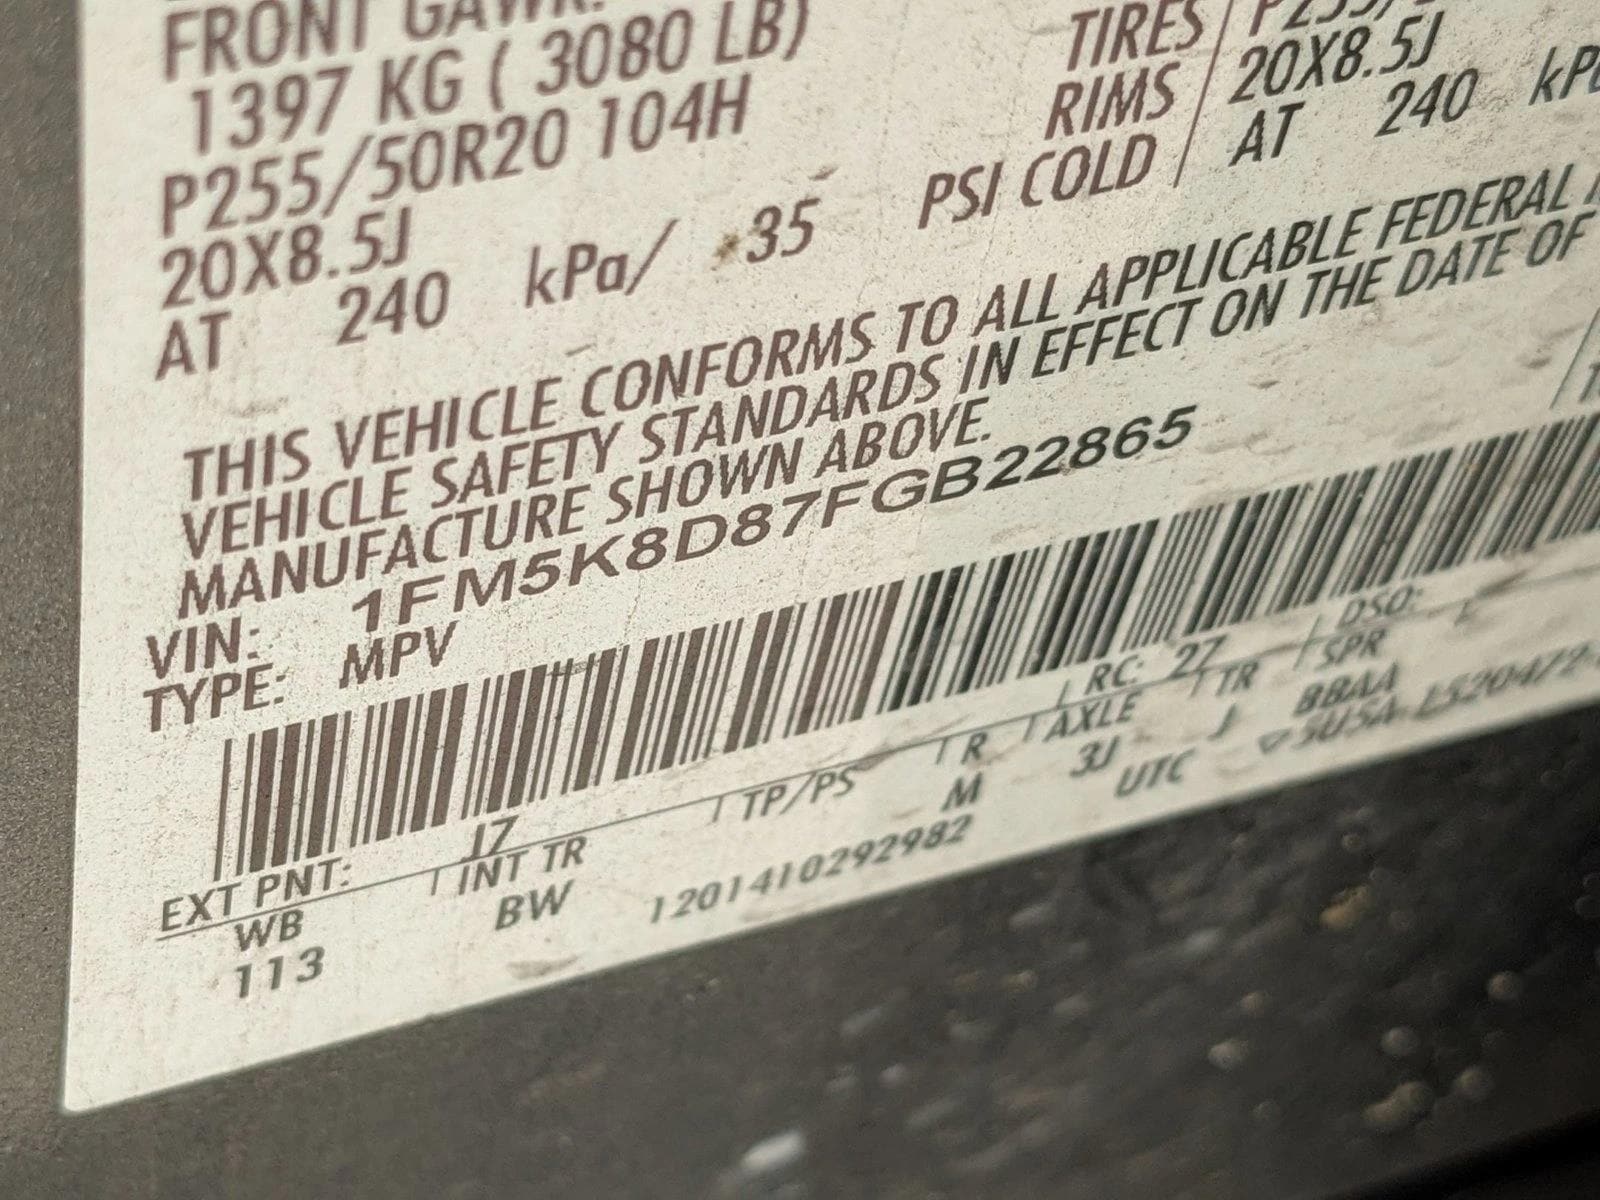 FRONT GAWR:
1397 KG ( 3080 LB)
P255/50R20 104H
20X8.5J
AT 240 kPa/ 35 PSI COLD
TIRES
RIMS
20X8.5J
AT 240
THIS VEHICLE CONFORMS TO ALL APPLICABLE FEDERAL
VEHICLE SAFETY STANDARDS IN EFFECT ON THE DATE OF
MANUFACTURE SHOWN ABOVE.
VIN: 1FM5K8D87FGB22865
TYPE: MPV
EXT PNT: J7 RC: 27 DSO:
WB INT TR TP/PS R AXLE TR SPR
113 BW M 3J J BBAA
1201410292982 UTC